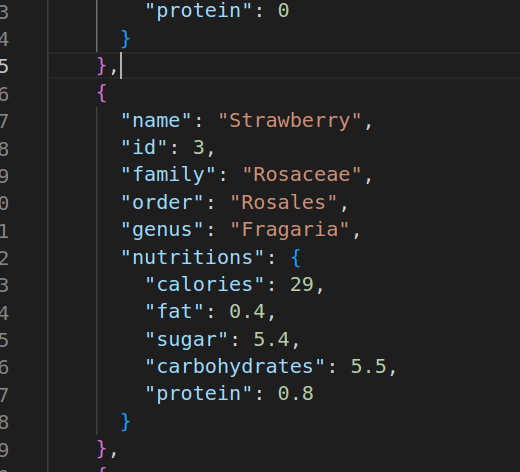 3 "protein": 0
4 }
5 },
6 {
7 "name": "Strawberry",
8 "id": 3,
9 "family": "Rosaceae",
0 "order": "Rosales",
1 "genus": "Fragaria",
2 "nutritions": {
3 "calories": 29,
4 "fat": 0.4,
5 "sugar": 5.4,
6 "carbohydrates": 5.5,
7 "protein": 0.8
8 }
9 },
{